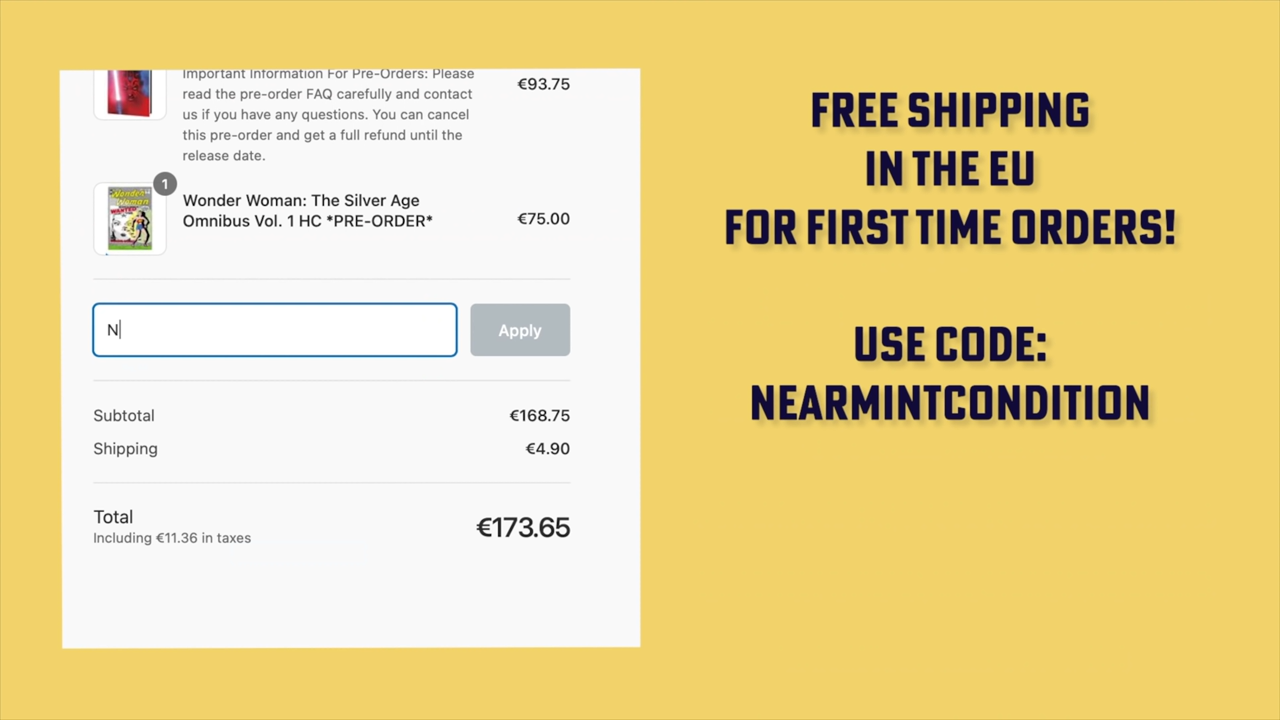 Important Information For Pre-Orders: Please
read the pre-order FAQ carefully and contact
us if you have any questions. You can cancel
this pre-order and get a full refund until the
release date.
€93.75
1
Wonder Woman
Wonder Woman: The Silver Age
Omnibus Vol. 1 HC *PRE-ORDER*
€75.00
N
Apply
Subtotal
€168.75
Shipping
€4.90
Total
€173.65
Including €11.36 in taxes
FREE SHIPPING
IN THE EU
FOR FIRST TIME ORDERS!
USE CODE:
NEARMINTCONDITION